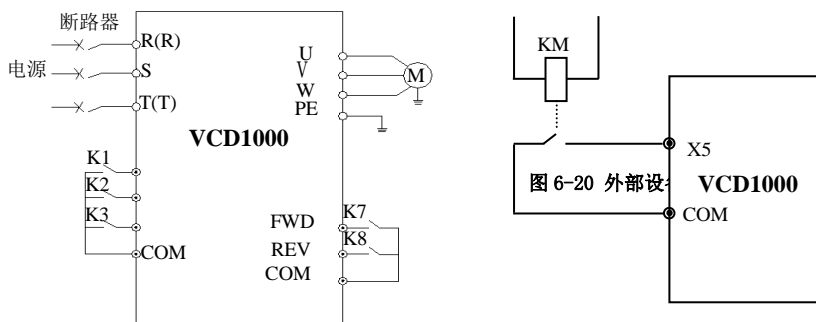 断路器
R(R)
电源
S
T(T)
U
V
W
PE
M
VCD1000
K1
K2
K3
COM
FWD
K7
REV
K8
COM
KM
X5
图 6-20 外部设
VCD1000
COM